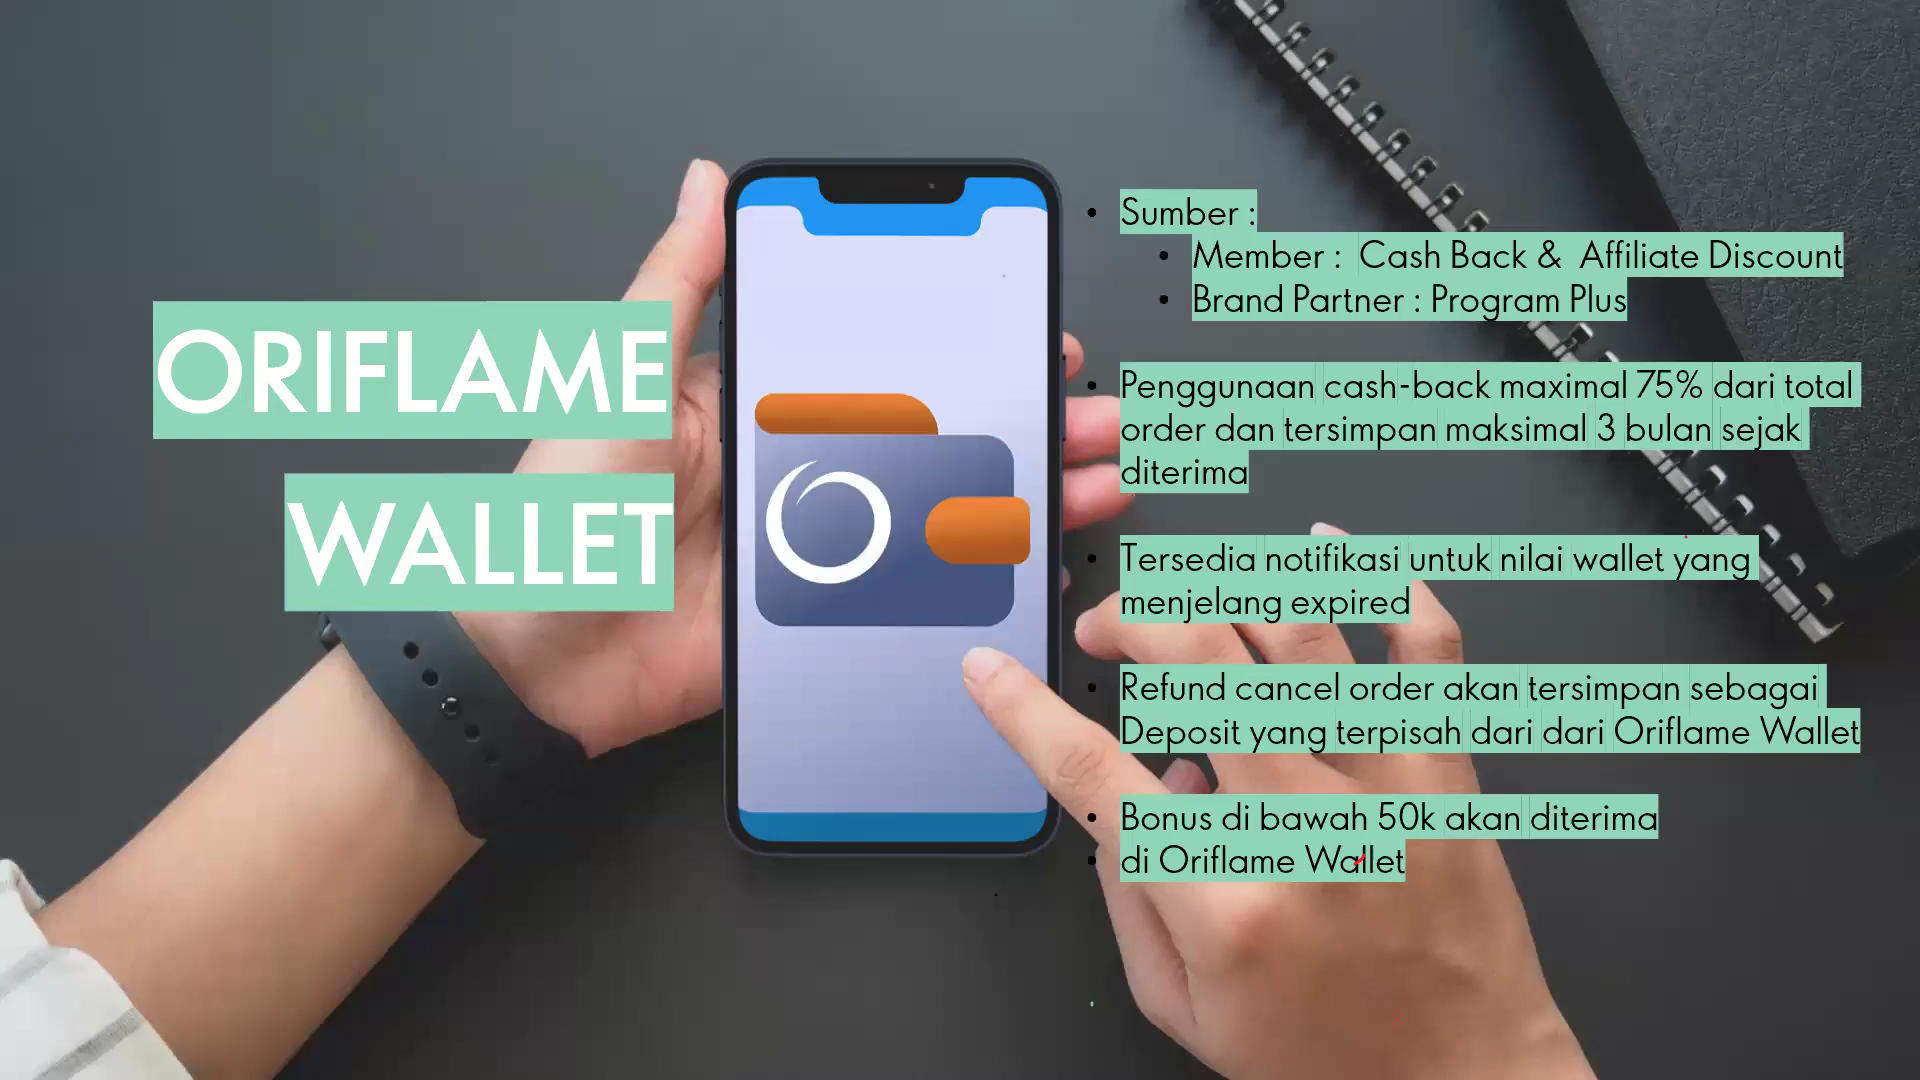 ORIFLAME
WALLET
• Sumber :
• Member : Cash Back & Affiliate Discount
• Brand Partner : Program Plus
• Penggunaan cash-back maximal 75% dari total
order dan tersimpan maksimal 3 bulan sejak
diterima
• Tersedia notifikasi untuk nilai wallet yang
menjelang expired
• Refund cancel order akan tersimpan sebagai
Deposit yang terpisah dari dari Oriflame Wallet
• Bonus di bawah 50k akan diterima
• di Oriflame Wallet